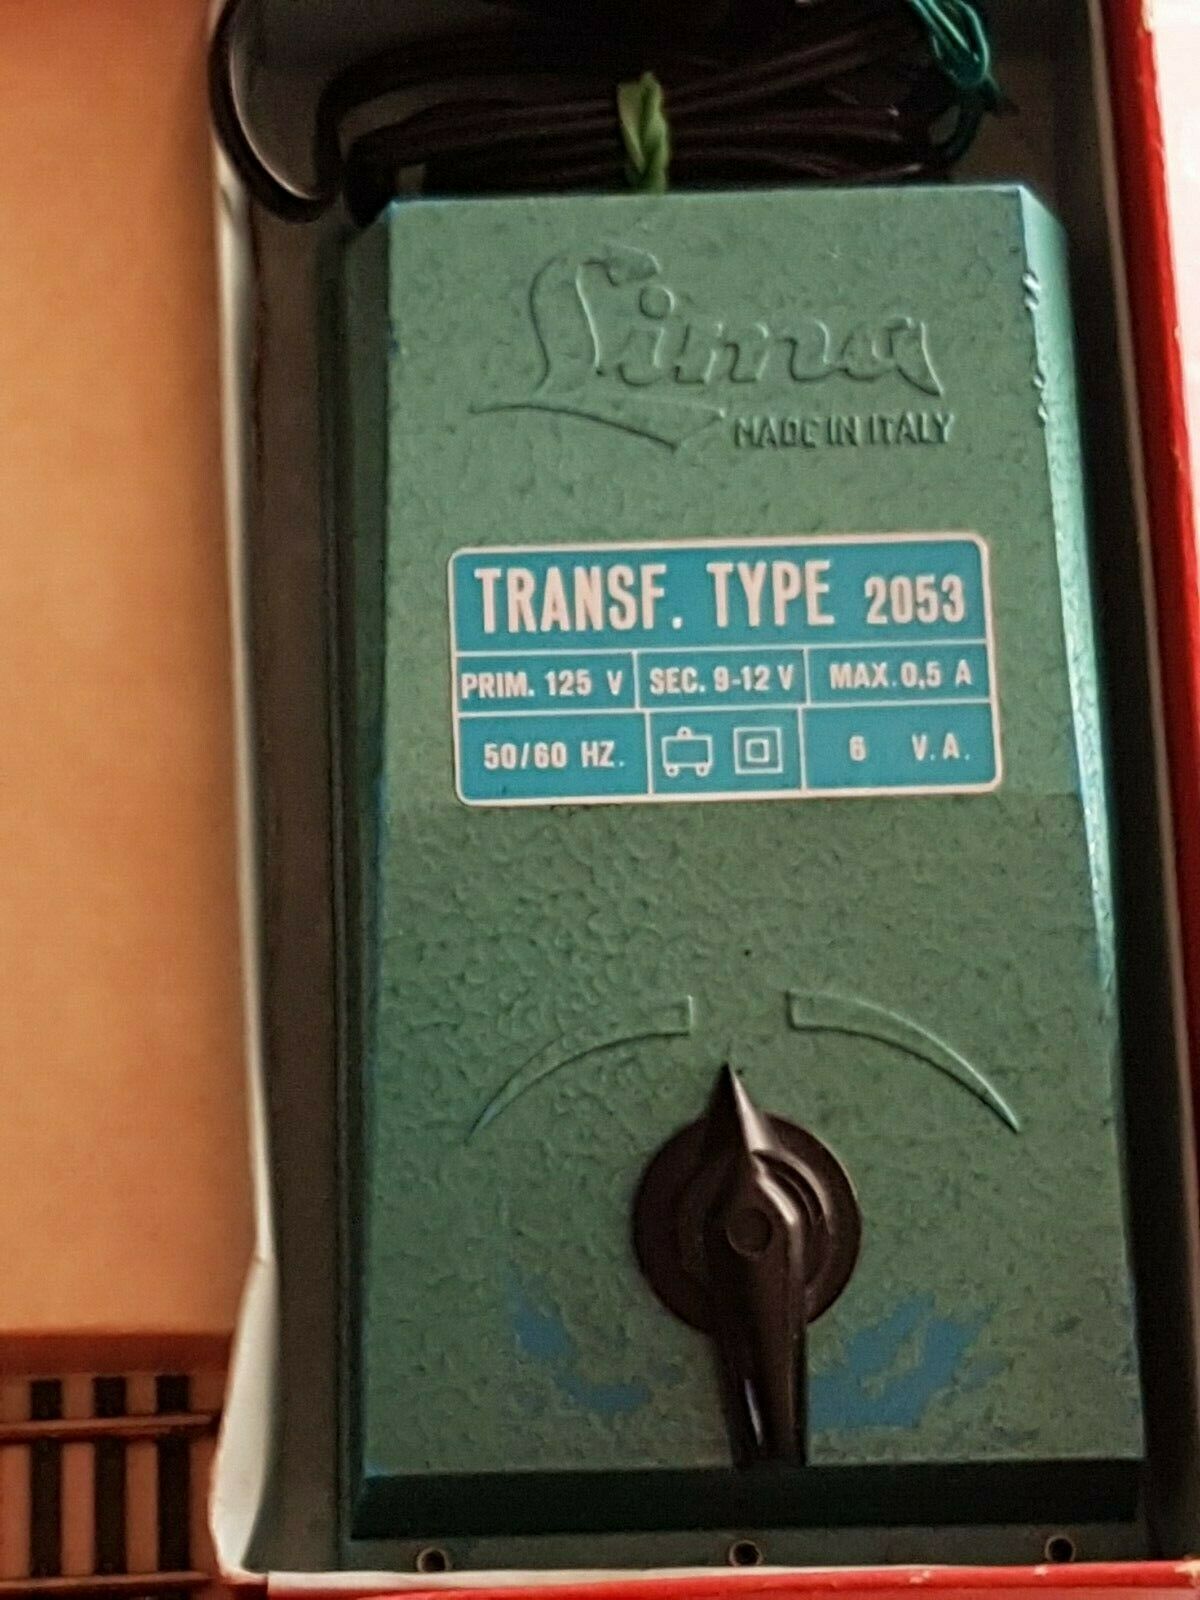 Lima
MADE IN ITALY
TRANSF. TYPE 2053
PRIM. 125 V SEC. 9-12 V MAX. 0,5 A
50/60 HZ. 6 V.A.